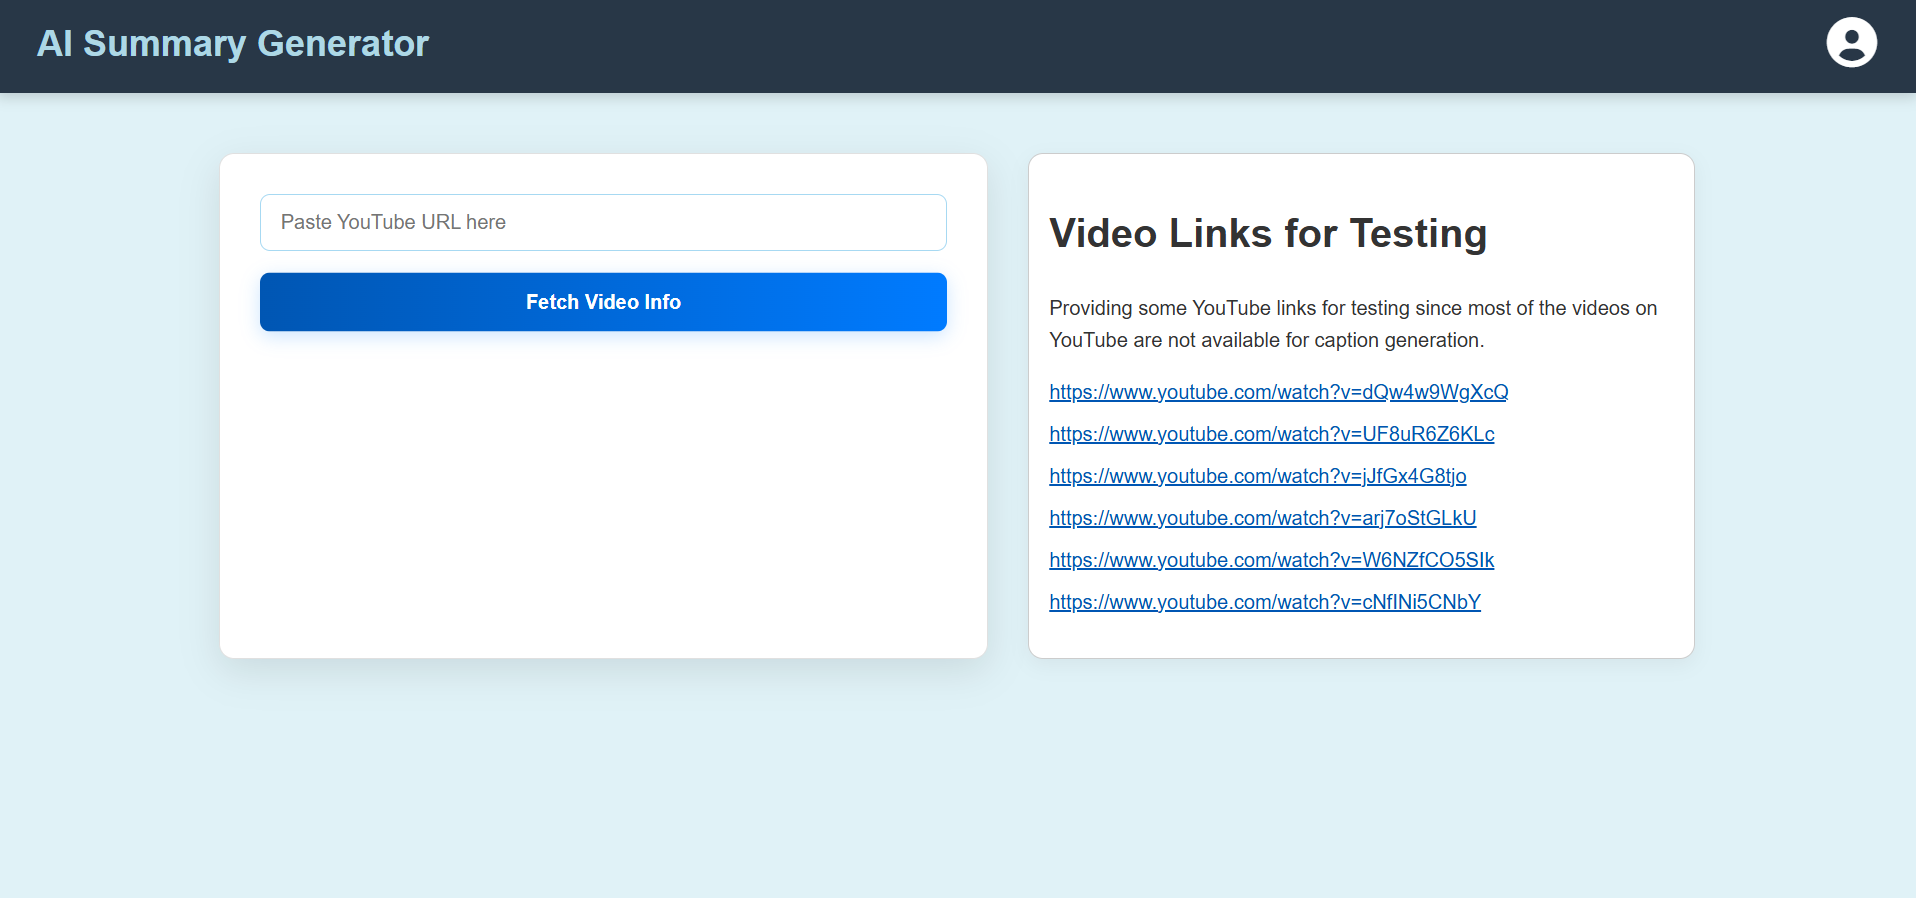 AI Summary Generator
Paste YouTube URL here
Fetch Video Info
Video Links for Testing
Providing some YouTube links for testing since most of the videos on
YouTube are not available for caption generation.
https://www.youtube.com/watch?v=dQw4w9WgXcQ
https://www.youtube.com/watch?v=UF8uR6Z6KLc
https://www.youtube.com/watch?v=jJfGx4G8tjo
https://www.youtube.com/watch?v=arj7oStGLkU
https://www.youtube.com/watch?v=W6NZfCO5SIk
https://www.youtube.com/watch?v=cNfINi5CNbY